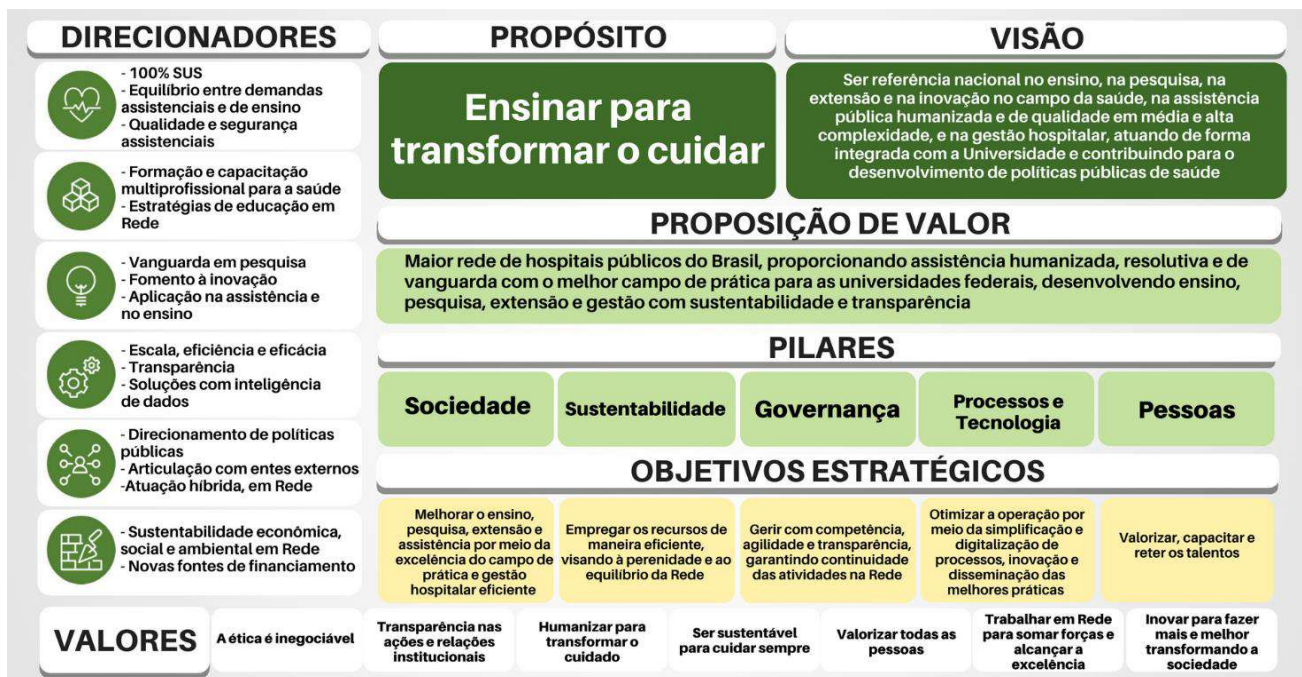 DIRECIONADORES
- 100% SUS
- Equilíbrio entre demandas
assistenciais e de ensino
- Qualidade e segurança
assistenciais
- Formação e capacitação
multiprofissional para a saúde
- Estratégias de educação em
Rede
- Vanguarda em pesquisa
- Fomento à inovação
- Aplicação na assistência e
no ensino
- Escala, eficiência e eficácia
- Transparência
- Soluções com inteligência
de dados
- Direcionamento de políticas
públicas
- Articulação com entes externos
-Atuação híbrida, em Rede
- Sustentabilidade econômica,
social e ambiental em Rede
- Novas fontes de financiamento
PROPÓSITO
Ensinar para
transformar o cuidar
VISÃO
Ser referência nacional no ensino, na pesquisa, na
extensão e na inovação no campo da saúde, na assistência
pública humanizada e de qualidade em média e alta
complexidade, e na gestão hospitalar, atuando de forma
integrada com a Universidade e contribuindo para o
desenvolvimento de políticas públicas de saúde
PROPOSIÇÃO DE VALOR
Maior rede de hospitais públicos do Brasil, proporcionando assistência humanizada, resolutiva e de
vanguarda com o melhor campo de prática para as universidades federais, desenvolvendo ensino,
pesquisa, extensão e gestão com sustentabilidade e transparência
PILARES
Sociedade
Sustentabilidade
Governança
Processos e
Tecnologia
Pessoas
OBJETIVOS ESTRATÉGICOS
Melhorar o ensino,
pesquisa, extensão e
assistência por meio da
excelência do campo de
prática e gestão
hospitalar eficiente
Empregar os recursos de
maneira eficiente,
visando à perenidade e ao
equilíbrio da Rede
Gerir com competência,
agilidade e transparência,
garantindo continuidade
das atividades na Rede
Otimizar a operação por
meio da simplificação e
digitalização de
processos, inovação e
disseminação das
melhores práticas
Valorizar, capacitar e
reter os talentos
VALORES
A ética é inegociável
Transparência nas
ações e relações
institucionais
Humanizar para
transformar o
cuidado
Ser sustentável
para cuidar sempre
Valorizar todas as
pessoas
Trabalhar em Rede
para somar forças e
alcançar a
excelência
Inovar para fazer
mais e melhor
transformando a
sociedade